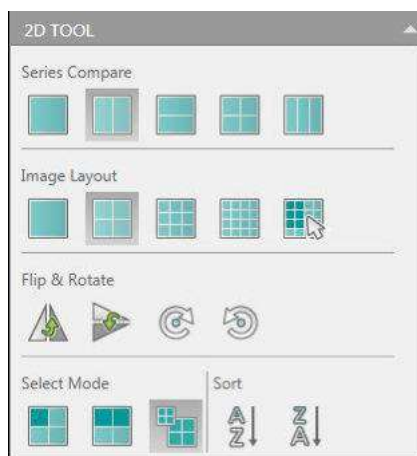 2D TOOL
Series Compare
Image Layout
Flip & Rotate
Select Mode
Sort
A
Z
Z
A